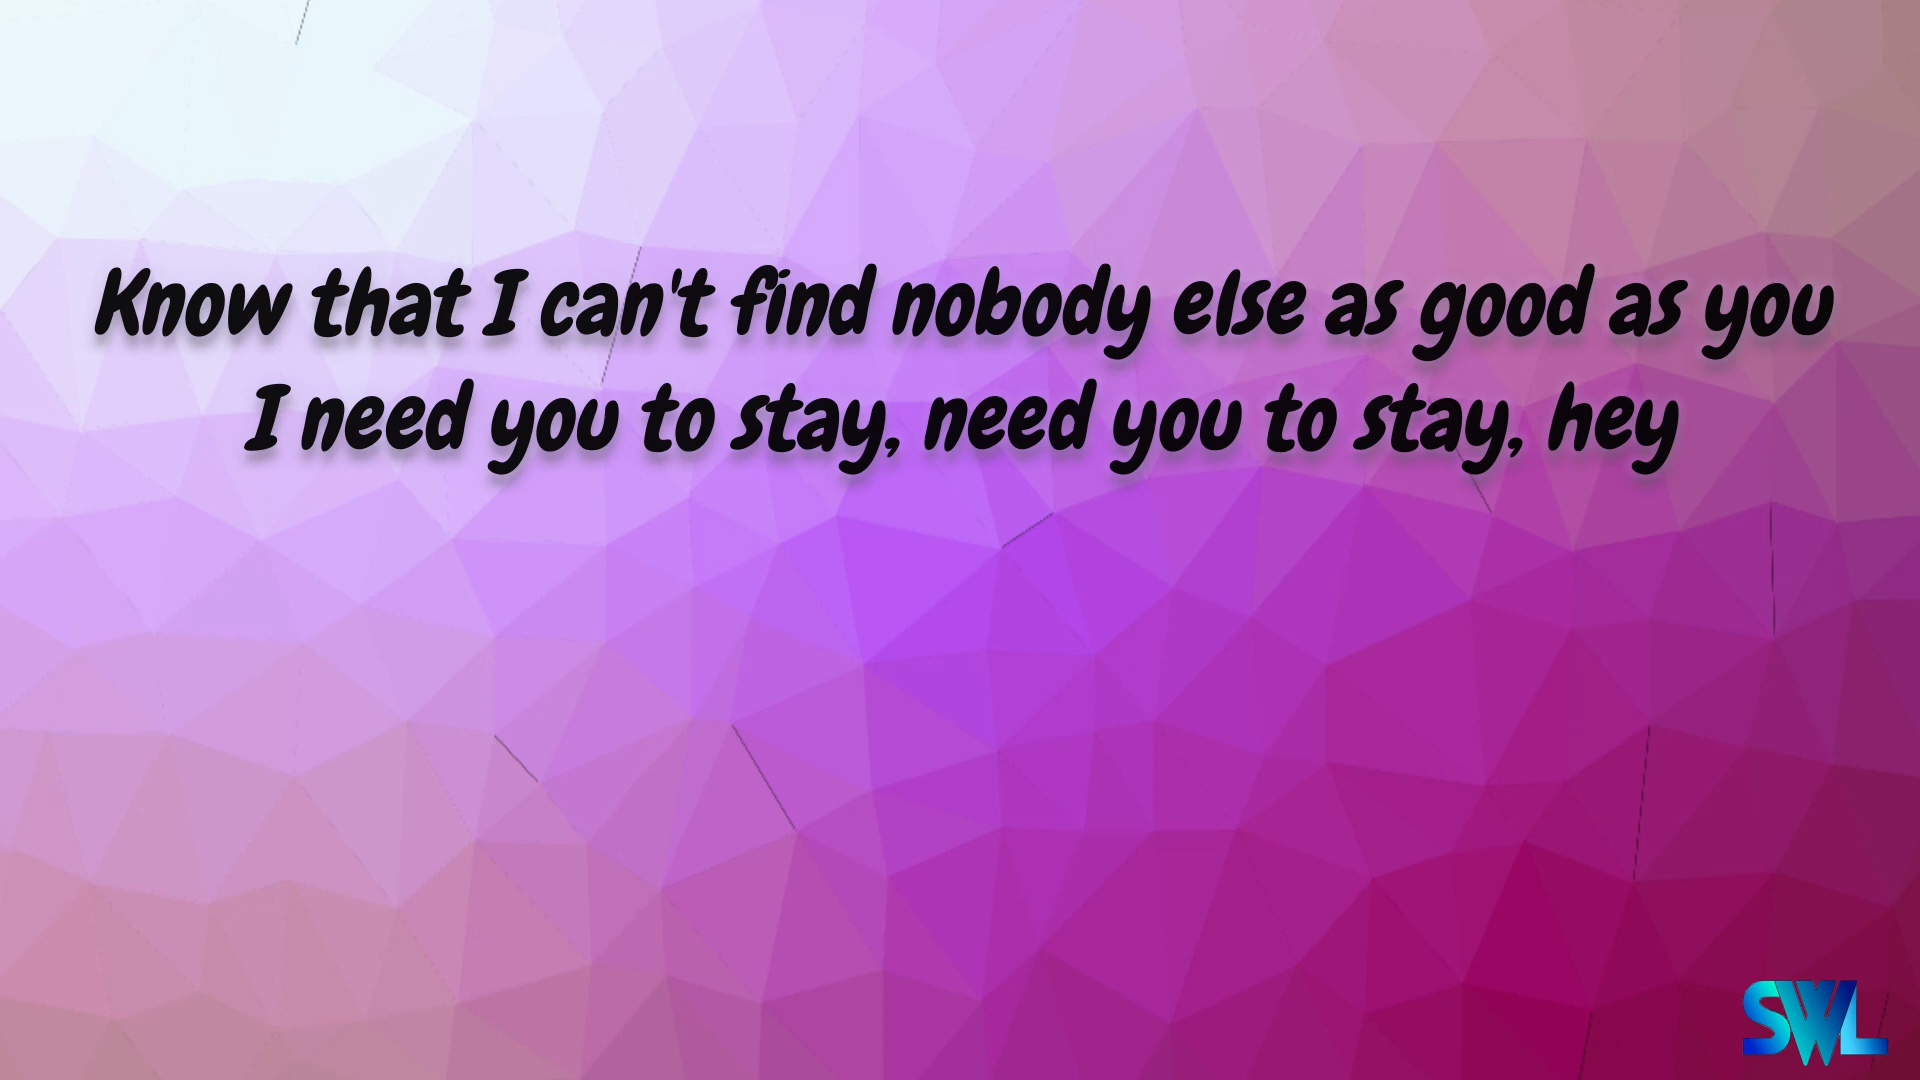 Know that I can't find nobody else as good as you
I need you to stay, need you to stay, hey
SWL